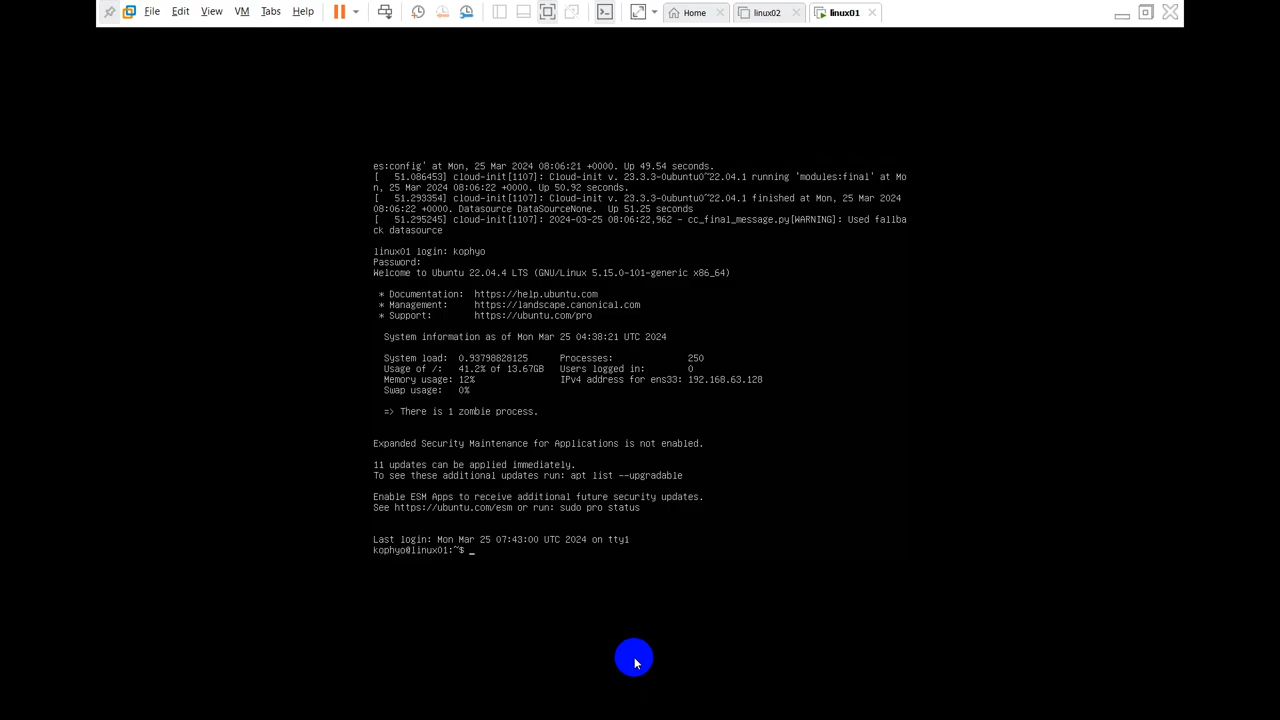 File Edit View VM Tabs Help Home linux02 linux01
es:config' at Mon, 25 Mar 2024 08:06:21 +0000. Up 49.54 seconds.
[   51.086453] cloud-init[1107]: Cloud-init v. 23.3.3-0ubuntu0~22.04.1 running 'modules:final' at Mo
n, 25 Mar 2024 08:06:22 +0000. Up 50.92 seconds.
[   51.293354] cloud-init[1107]: Cloud-init v. 23.3.3-0ubuntu0~22.04.1 finished at Mon, 25 Mar 2024
08:06:22 +0000. Datasource DataSourceNone.  Up 51.25 seconds
[   51.295245] cloud-init[1107]: 2024-03-25 08:06:22,962 - cc_final_message.py[WARNING]: Used fallba
ck datasource
linux01 login: kophyo
Password:
Welcome to Ubuntu 22.04.4 LTS (GNU/Linux 5.15.0-101-generic x86_64)
* Documentation:  https://help.ubuntu.com
* Management:     https://landscape.canonical.com
* Support:        https://ubuntu.com/pro
System information as of Mon Mar 25 04:38:21 UTC 2024
System load:  0.93798828125      Processes:              250
Usage of /:   41.2% of 13.67GB   Users logged in:        0
Memory usage: 12%                IPv4 address for ens33: 192.168.63.128
Swap usage:   0%
=> There is 1 zombie process.
Expanded Security Maintenance for Applications is not enabled.
11 updates can be applied immediately.
To see these additional updates run: apt list --upgradable
Enable ESM Apps to receive additional future security updates.
See https://ubuntu.com/esm or run: sudo pro status
Last login: Mon Mar 25 07:43:00 UTC 2024 on tty1
kophyo@linux01:~$ _